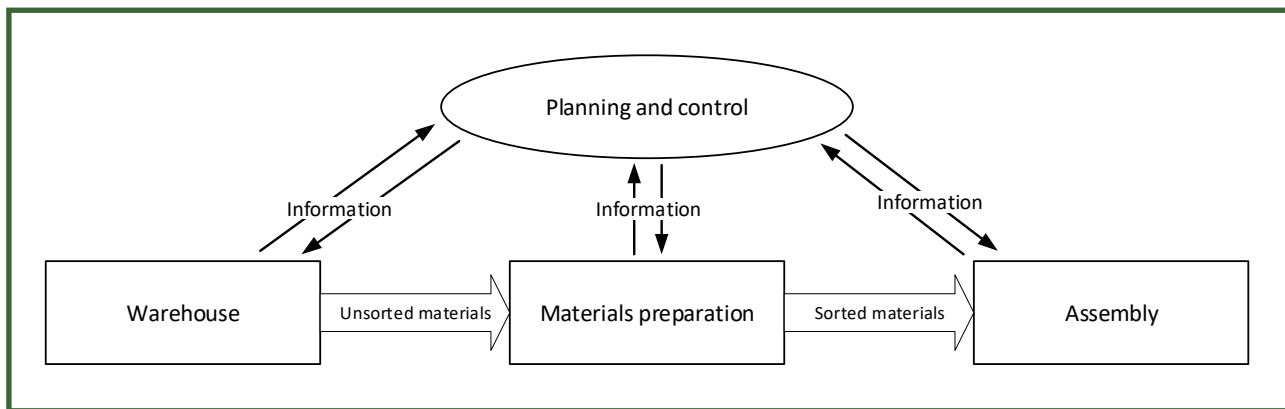 Planning and control
Information
Information
Information
Warehouse
Unsorted materials
Materials preparation
Sorted materials
Assembly